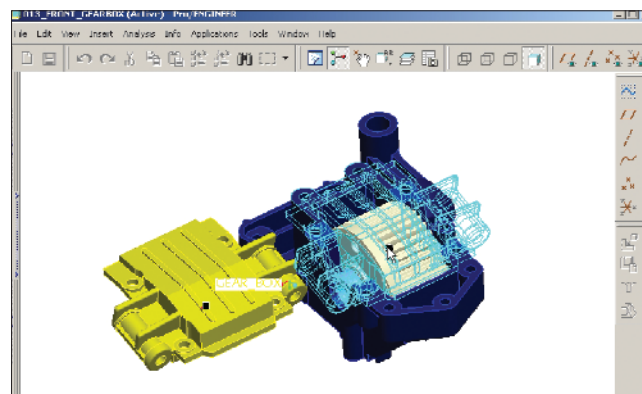 013_FRONT_GEARBOX (Active) - Pro/ENGINEER
File Edit View Insert Analysis Info Applications Tools Window Help
GEAR_BOX